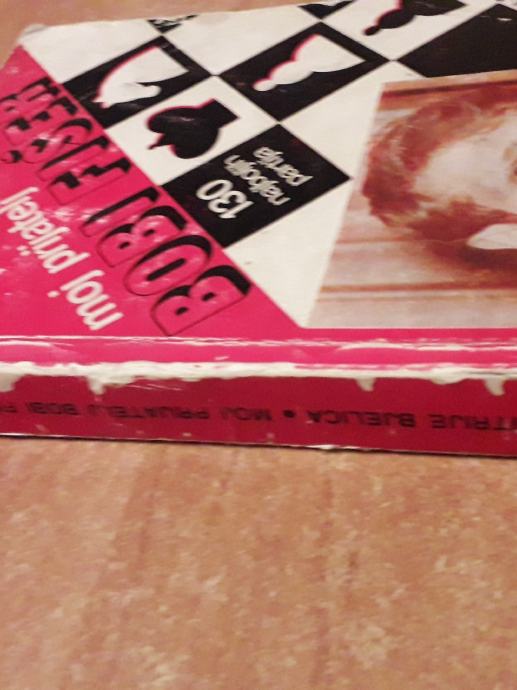 moj prijatelj
BOBI FIŠER
130
najboljih
partija
MOJ PRIJATELJ BOBI
BJELICA •